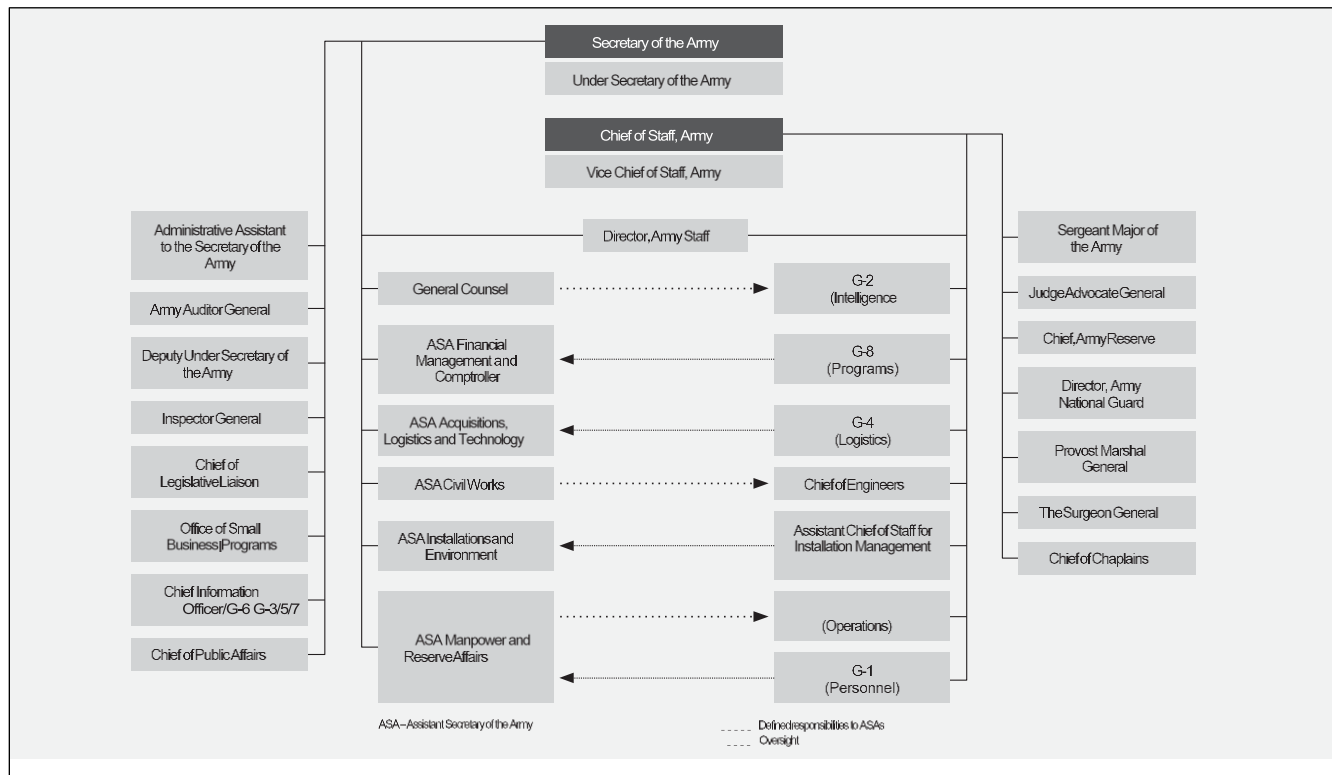 Secretary of the Army
Under Secretary of the Army
Chief of Staff, Army
Vice Chief of Staff, Army
Director, Army Staff
Administrative Assistant
to the Secretary of the
Army
Army Auditor General
Deputy Under Secretary of
the Army
Inspector General
Chief of
Legislative Liaison
Office of Small
Business|Programs
Chief Information
Officer/G-6 G-3/5/7
Chief of Public Affairs
General Counsel
ASA Financial
Management and
Comptroller
ASA Acquisitions,
Logistics and Technology
ASA Civil Works
ASA Installations and
Environment
ASA Manpower and
Reserve Affairs
G-2
(Intelligence
G-8
(Programs)
G-4
(Logistics)
Chief of Engineers
Assistant Chief of Staff for
Installation Management
(Operations)
G-1
(Personnel)
Sergeant Major of
the Army
Judge Advocate General
Chief, Army Reserve
Director, Army
National Guard
Provost Marshal
General
The Surgeon General
Chief of Chaplains
ASA – Assistant Secretary of the Army
Defined responsibilities to ASAs
Oversight